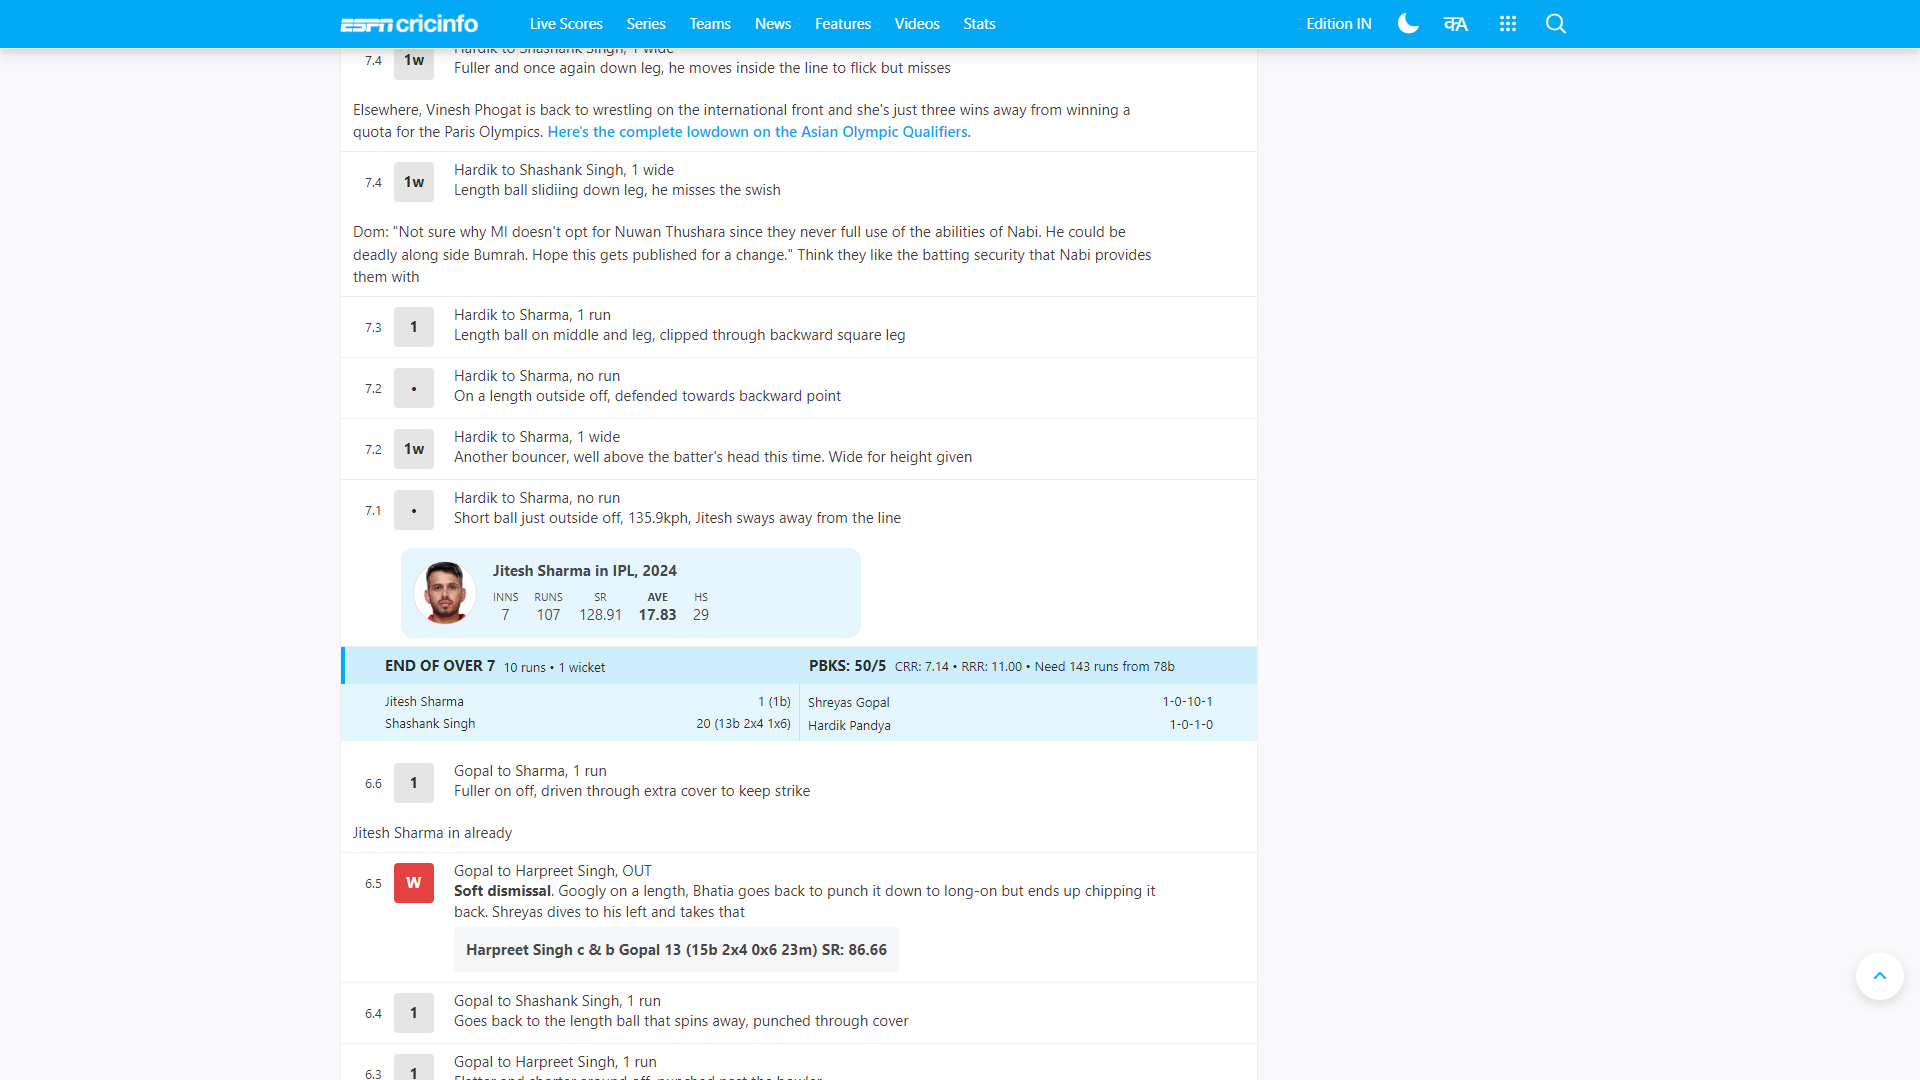 ESPN cricinfo Live Scores Series Teams News Features Videos Stats Edition IN क A
Hardik to Shashank Singh, 1 wide
7.4 1w
Fuller and once again down leg, he moves inside the line to flick but misses
Elsewhere, Vinesh Phogat is back to wrestling on the international front and she's just three wins away from winning a
quota for the Paris Olympics. Here's the complete lowdown on the Asian Olympic Qualifiers.
Hardik to Shashank Singh, 1 wide
7.4 1w
Length ball slidiing down leg, he misses the swish
Dom: "Not sure why MI doesn't opt for Nuwan Thushara since they never full use of the abilities of Nabi. He could be
deadly along side Bumrah. Hope this gets published for a change." Think they like the batting security that Nabi provides
them with
Hardik to Sharma, 1 run
7.3 1
Length ball on middle and leg, clipped through backward square leg
Hardik to Sharma, no run
7.2 •
On a length outside off, defended towards backward point
Hardik to Sharma, 1 wide
7.2 1w
Another bouncer, well above the batter's head this time. Wide for height given
Hardik to Sharma, no run
7.1 •
Short ball just outside off, 135.9kph, Jitesh sways away from the line
Jitesh Sharma in IPL, 2024
INNS RUNS SR AVE HS
7 107 128.91 17.83 29
END OF OVER 7 10 runs • 1 wicket PBKS: 50/5 CRR: 7.14 • RRR: 11.00 • Need 143 runs from 78b
Jitesh Sharma 1 (1b) Shreyas Gopal 1-0-10-1
Shashank Singh 20 (13b 2x4 1x6) Hardik Pandya 1-0-1-0
Gopal to Sharma, 1 run
6.6 1
Fuller on off, driven through extra cover to keep strike
Jitesh Sharma in already
Gopal to Harpreet Singh, OUT
6.5 W
Soft dismissal. Googly on a length, Bhatia goes back to punch it down to long-on but ends up chipping it
back. Shreyas dives to his left and takes that
Harpreet Singh c & b Gopal 13 (15b 2x4 0x6 23m) SR: 86.66
Gopal to Shashank Singh, 1 run
6.4 1
Goes back to the length ball that spins away, punched through cover
Gopal to Harpreet Singh, 1 run
6.3 1
Flatter and shorter around off, punched past the bowler